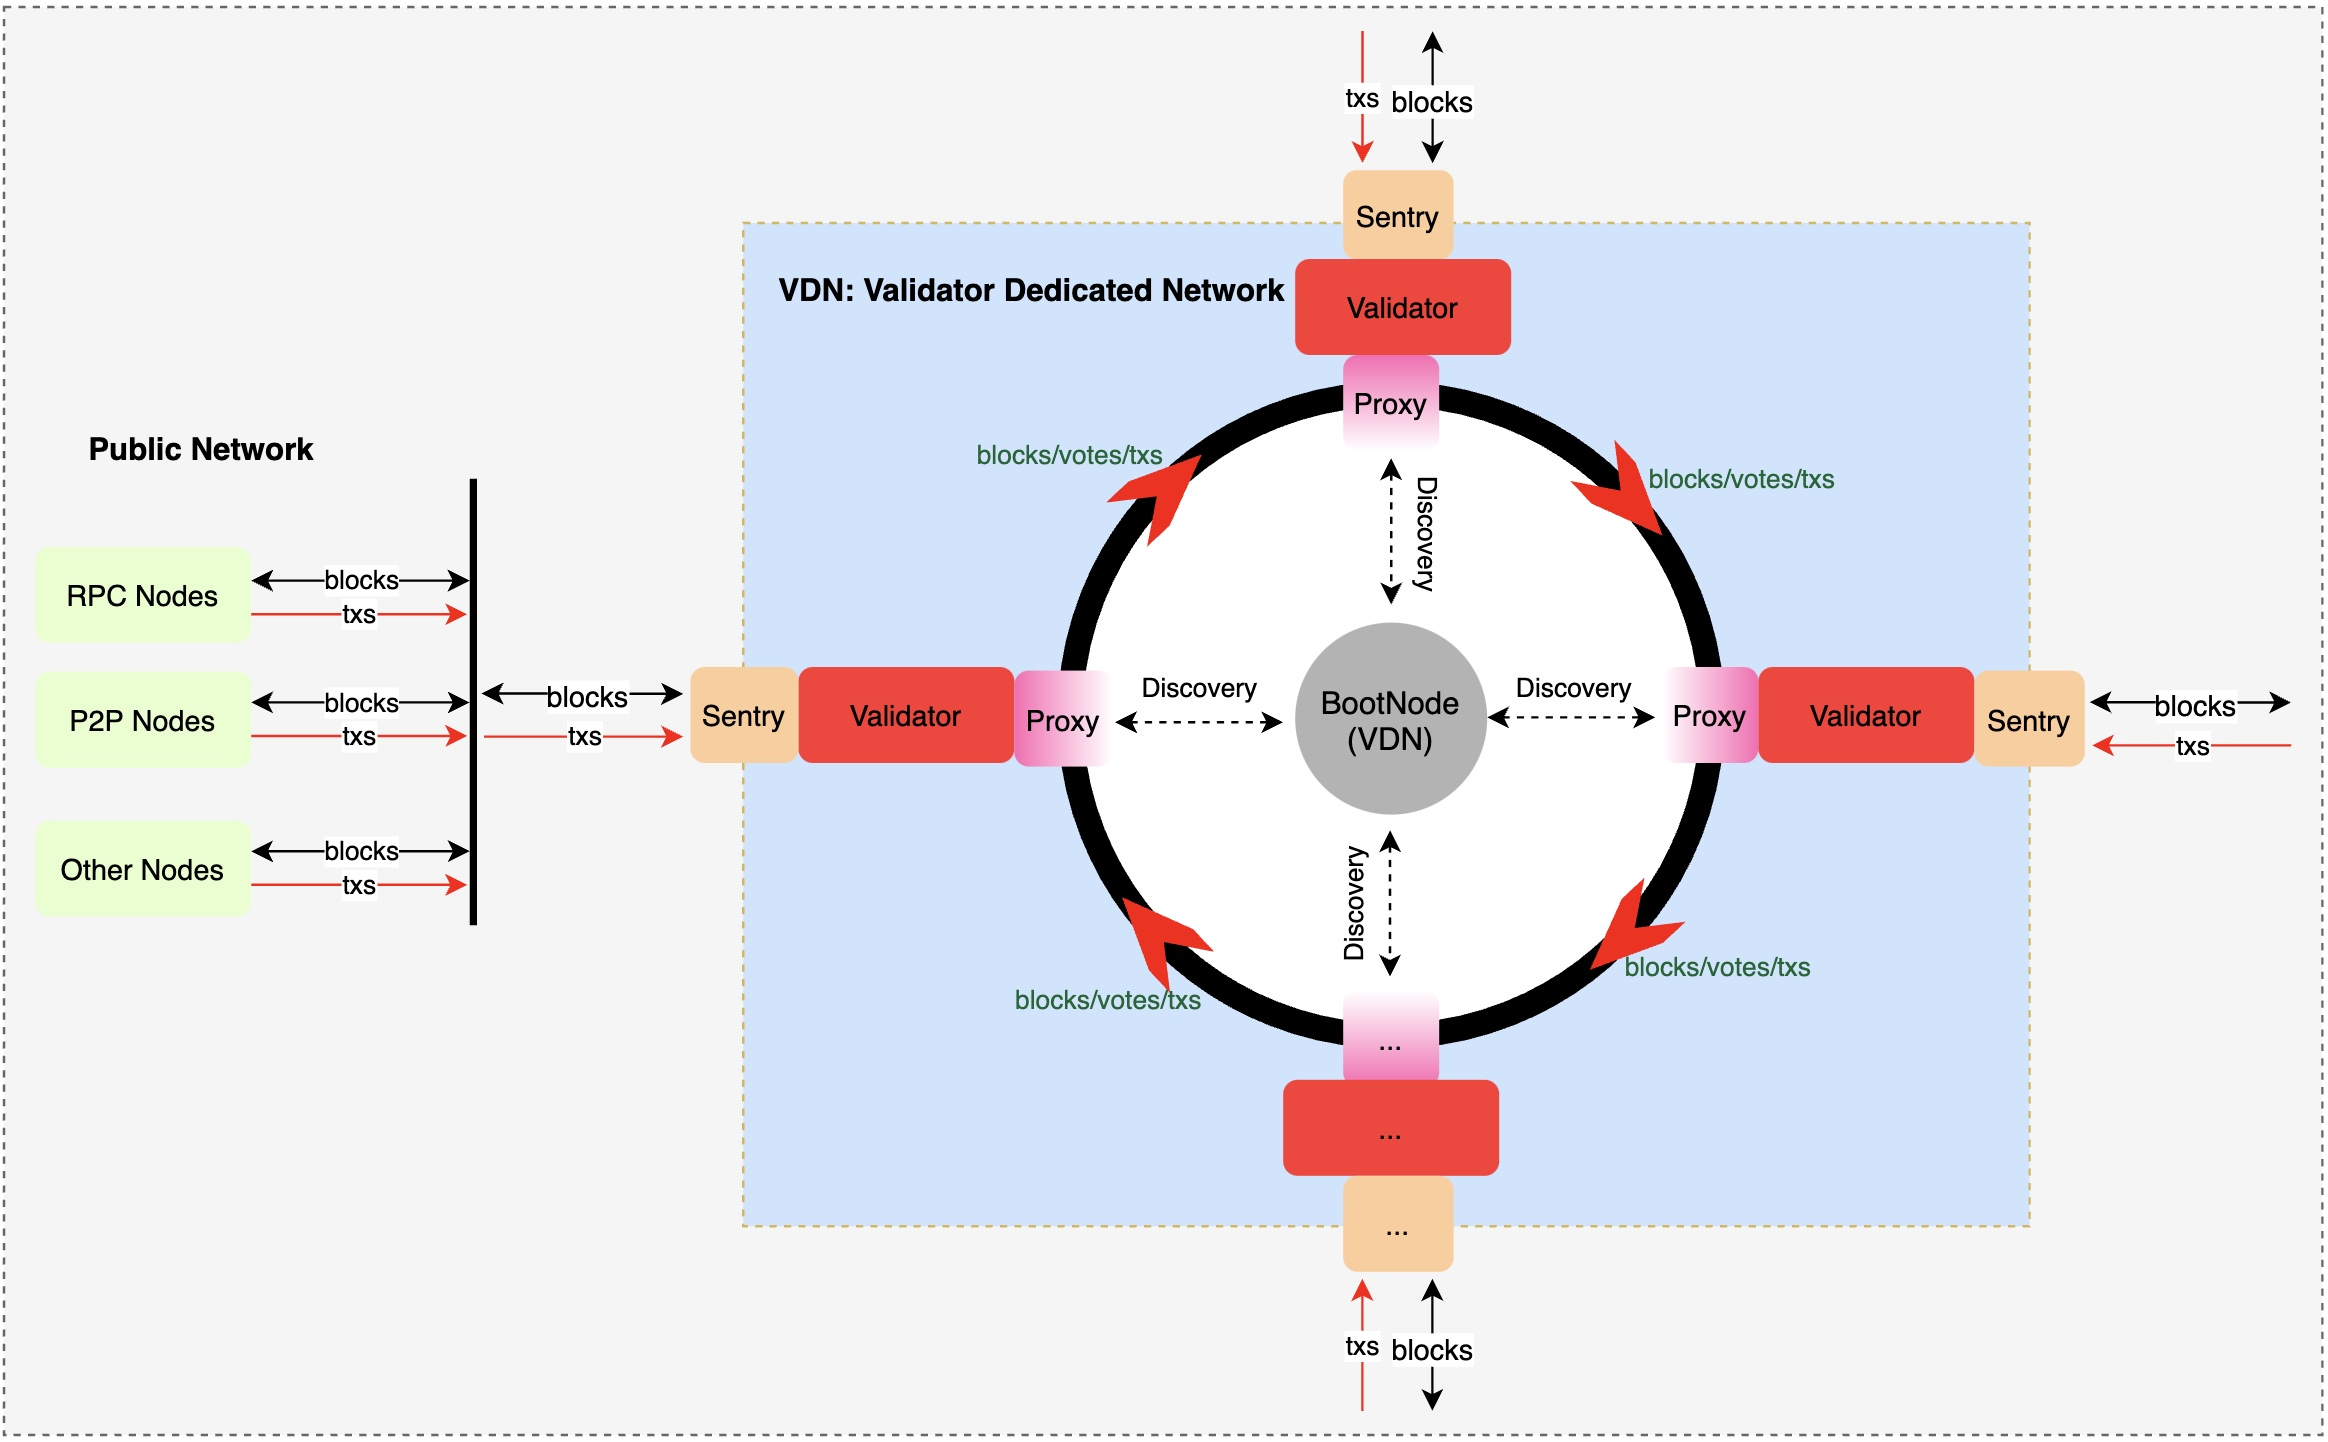 txs
blocks
Sentry
VDN: Validator Dedicated Network
Validator
Proxy
blocks/votes/txs
blocks/votes/txs
Discovery
Public Network
RPC Nodes
blocks
txs
P2P Nodes
blocks
txs
Other Nodes
blocks
txs
blocks
txs
Sentry
Validator
Proxy
Discovery
BootNode
(VDN)
Discovery
Proxy
Validator
Sentry
blocks
txs
Discovery
blocks/votes/txs
blocks/votes/txs
...
...
...
txs
blocks